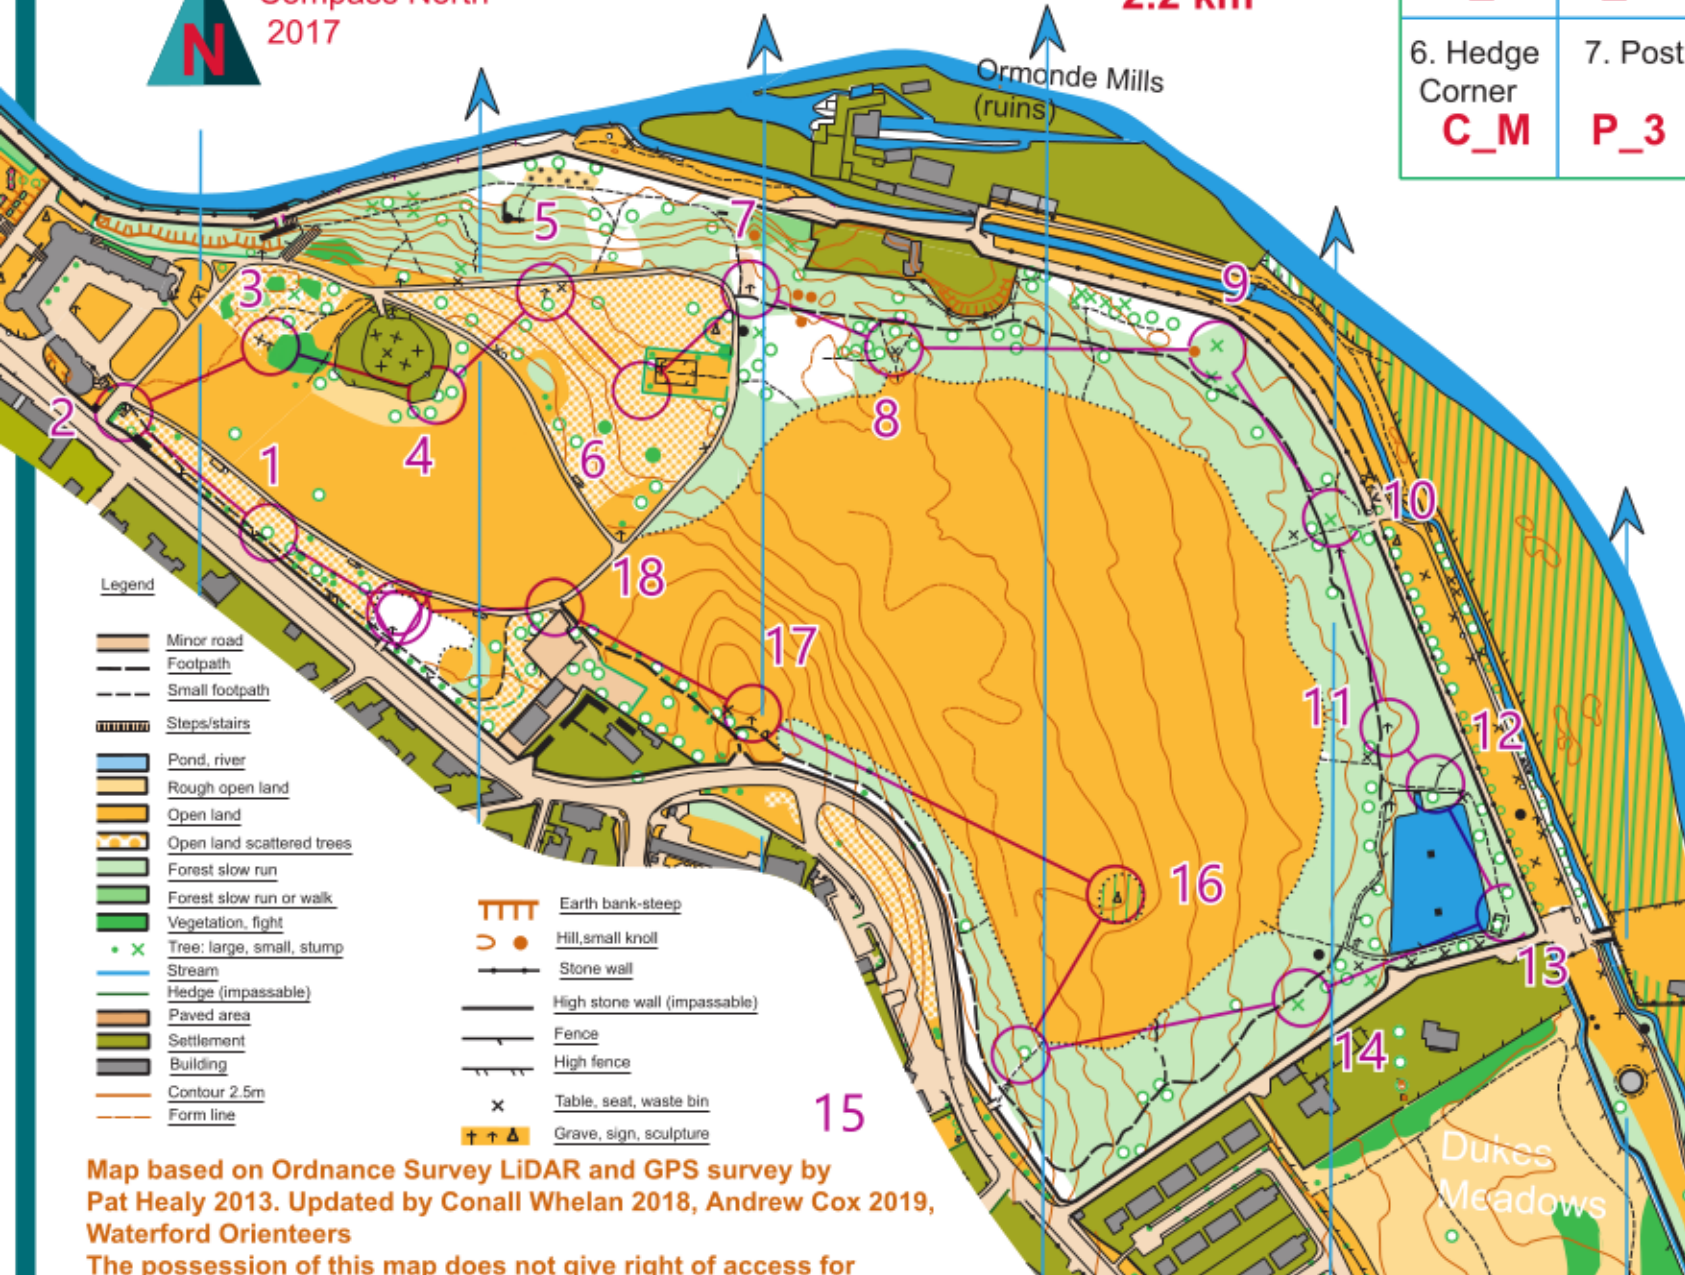 Compass North
2017
N
2.2 km
6. Hedge
Corner
C_M
7. Post
P_3
Ormonde Mills
(ruins)
5
7
3
9
2
1
4
6
8
10
18
17
11
12
16
13
14
15
Legend
Minor road
Footpath
Small footpath
Steps/stairs
Pond, river
Rough open land
Open land
Open land scattered trees
Forest slow run
Forest slow run or walk
Vegetation, fight
Tree: large, small, stump
Stream
Hedge (impassable)
Paved area
Settlement
Building
Contour 2.5m
Form line
Earth bank-steep
Hill,small knoll
Stone wall
High stone wall (impassable)
Fence
High fence
Table, seat, waste bin
Grave, sign, sculpture
Dukes
Meadows
Map based on Ordnance Survey LiDAR and GPS survey by
Pat Healy 2013. Updated by Conall Whelan 2018, Andrew Cox 2019,
Waterford Orienteers
The possession of this map does not give right of access for